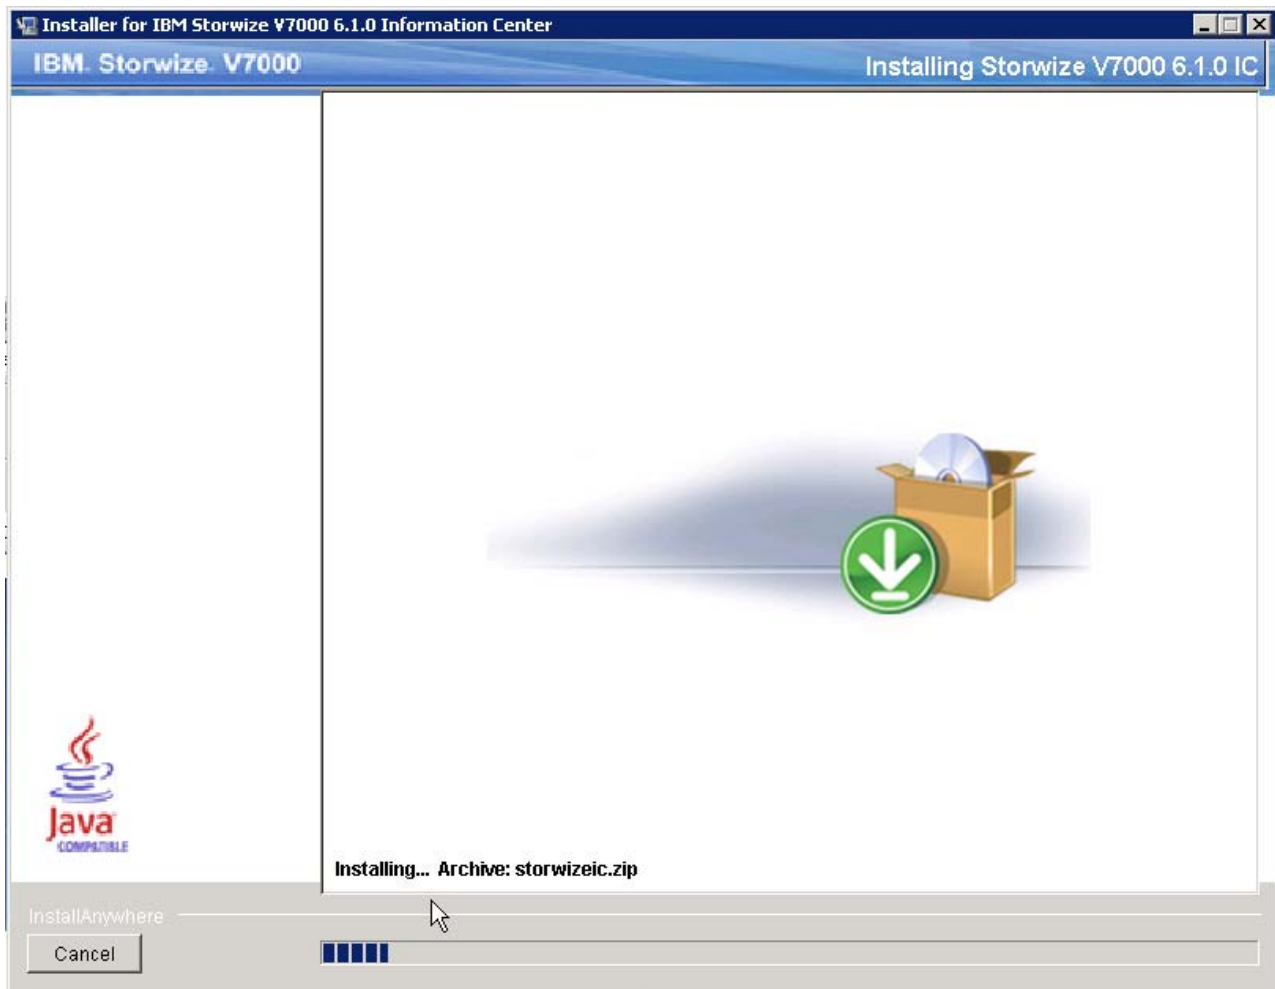 Installer for IBM Storwize V7000 6.1.0 Information Center
IBM. Storwize. V7000
Installing Storwize V7000 6.1.0 IC
Java
COMPATIBLE
Installing... Archive: storwizeic.zip
InstallAnywhere
Cancel